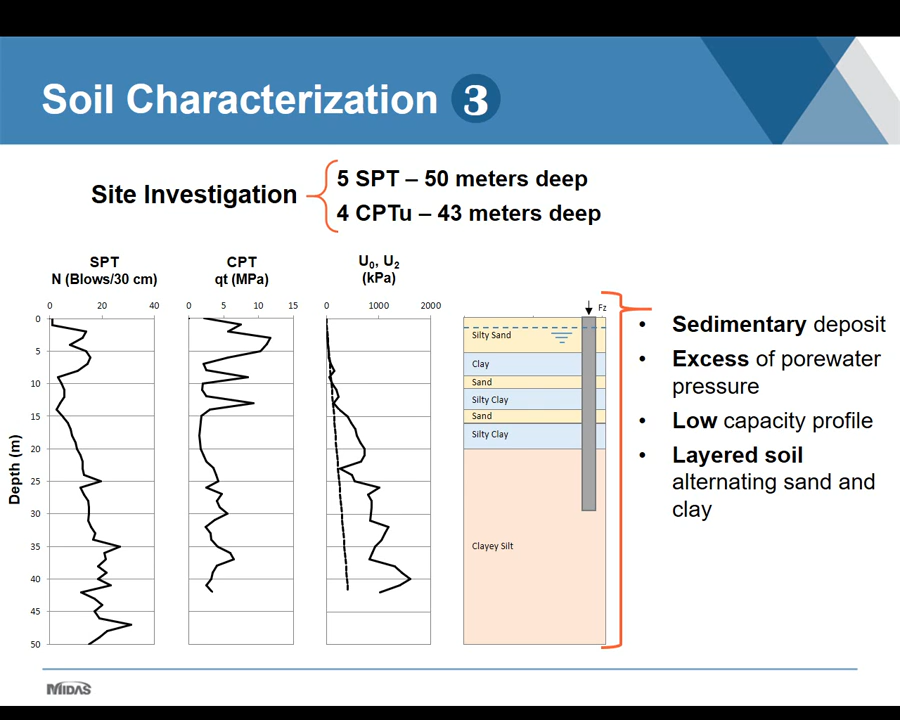 Soil Characterization 3
Site Investigation
5 SPT – 50 meters deep
4 CPTu – 43 meters deep
SPT
N (Blows/30 cm)
0 20 40
CPT
qt (MPa)
0 5 10 15
U0, U2
(kPa)
0 1000 2000
Depth (m)
0
5
10
15
20
25
30
35
40
45
50
Fz
Silty Sand
Clay
Sand
Silty Clay
Sand
Silty Clay
Clayey Silt
• Sedimentary deposit
• Excess of porewater
pressure
• Low capacity profile
• Layered soil
alternating sand and
clay
MIDAS